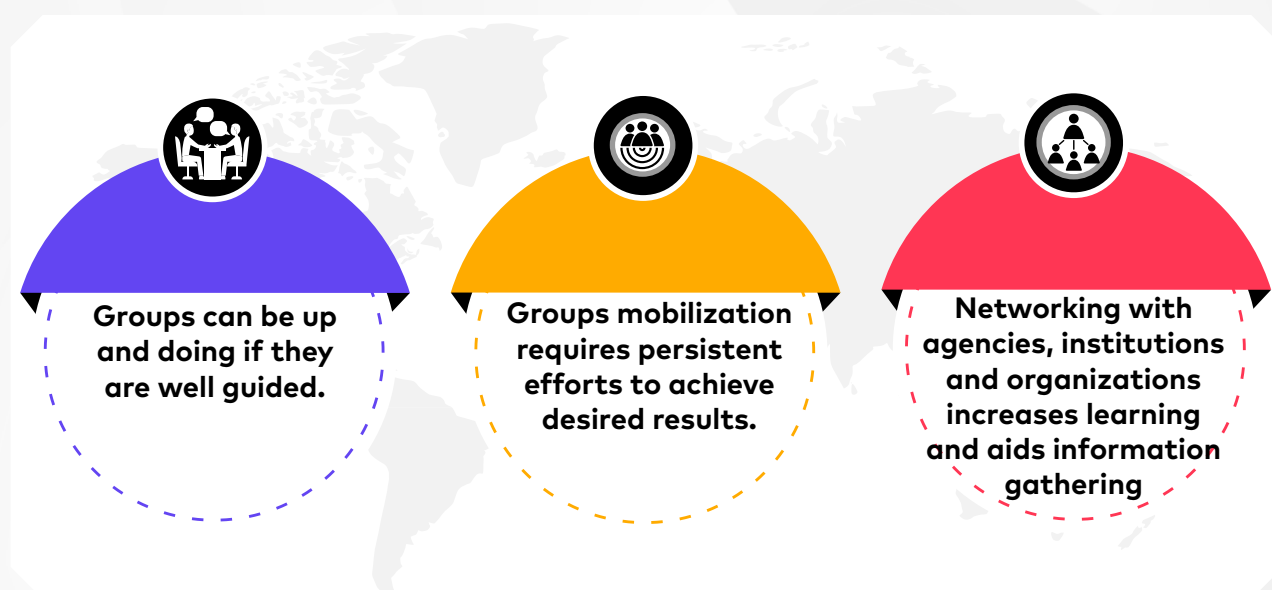 Groups can be up
and doing if they
are well guided.
Groups mobilization
requires persistent
efforts to achieve
desired results.
Networking with
agencies, institutions
and organizations
increases learning
and aids information
gathering